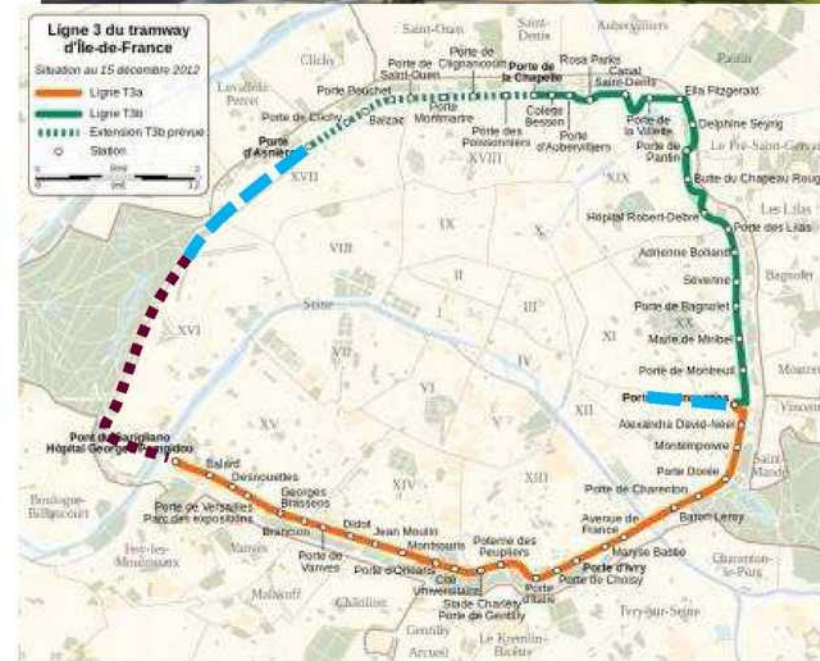 Ligne 3 du tramway
d'Île-de-France
Situation au 15 décembre 2012
Ligne T3a
Ligne T3b
Extension T3b prévue
Station
Saint-Ouen
Saint-
Denis
Aubervilliers
Pantin
Clichy
Levallois-
Perret
Porte de
Saint-Ouen
Porte de
Clignancourt
Porte de
la Chapelle
Rosa Parks
Canal
Saint-Denis
Ella Fitzgerald
Porte Pouchet
Porte de Clichy
Balzac
Porte
Montmartre
Porte des
Poissonniers
Colette
Besson
Porte
d'Aubervilliers
Porte de
la Villette
Delphine Seyrig
Porte
d'Asnières
XVII
XVIII
XIX
Porte de
Pantin
Le Pré-Saint-Gervais
Butte du Chapeau Rouge
Les Lilas
Hôpital Robert-Debré
Porte des Lilas
IX
X
VIII
Adrienne Bolland
II
Séverine
Bagnolet
Seine
I
III
Porte de Bagnolet
XX
XVI
XI
Marie de Miribel
VII
IV
Porte de Montreuil
VI
V
XII
Alexandra David-Néel
XV
Montempoivre
Saint-
Mandé
Pont du Garigliano
Hôpital Georges Pompidou
Balard
Desnouettes
Porte Dorée
XIV
XIII
Porte de Charenton
Boulogne-
Billancourt
Porte de Versailles
Parc des expositions
Georges
Brassens
Brancion
Didot
Jean Moulin
Montsouris
Poterne des
Peupliers
Avenue de
France
Baron Leroy
Issy-les-
Moulineaux
Vanves
Porte de
Vanves
Porte d'Orléans
Cité
universitaire
Maryse Bastié
Porte d'Ivry
Porte de Choisy
Porte
d'Italie
Charenton-
le-Pont
Malakoff
Châtillon
Stade Charléty
Porte de Gentilly
Gentilly
Ivry-sur-Seine
Arcueil
Le Kremlin-
Bicêtre